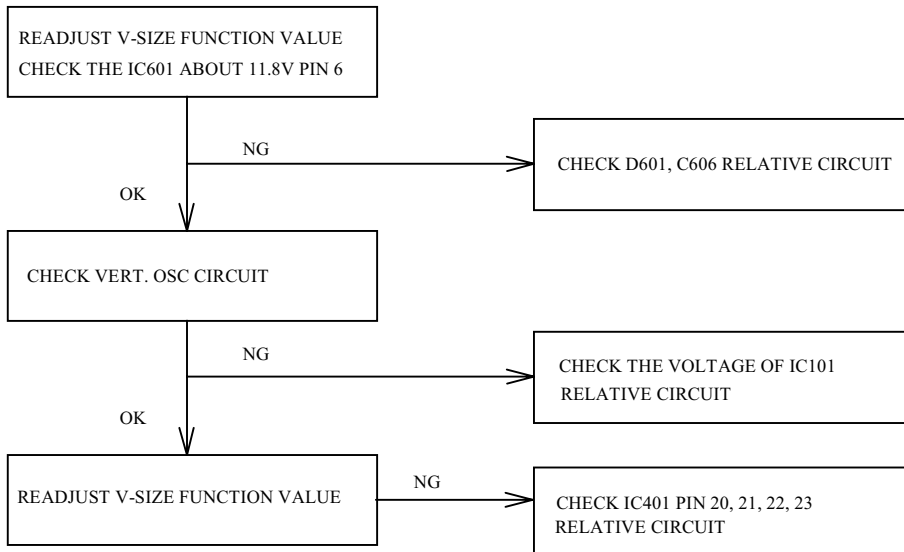 READJUST V-SIZE FUNCTION VALUE
CHECK THE IC601 ABOUT 11.8V PIN 6
NG
CHECK D601, C606 RELATIVE CIRCUIT
OK
CHECK VERT. OSC CIRCUIT
NG
CHECK THE VOLTAGE OF IC101
RELATIVE CIRCUIT
OK
READJUST V-SIZE FUNCTION VALUE
NG
CHECK IC401 PIN 20, 21, 22, 23
RELATIVE CIRCUIT